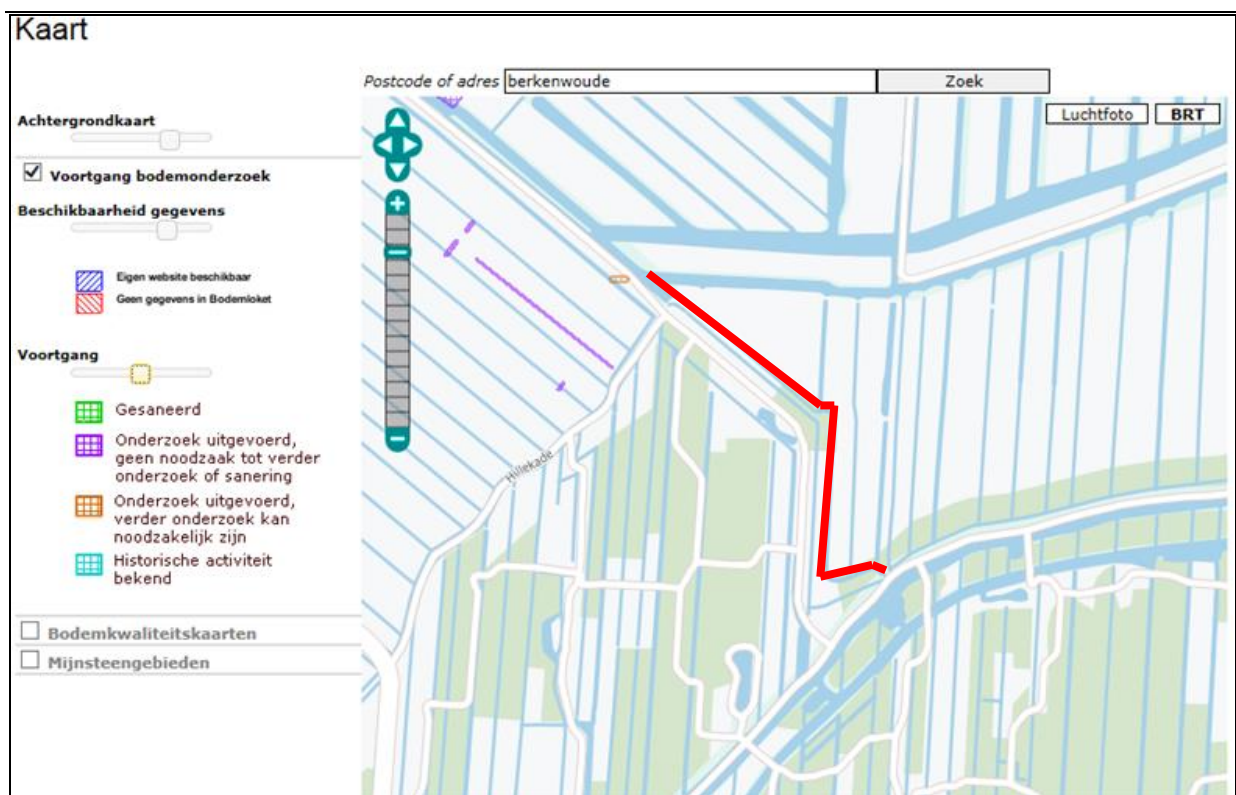 Kaart
Postcode of adres berkenwoude Zoek
Achtergrondkaart
Luchtfoto BRT
Voortgang bodemonderzoek
Beschikbaarheid gegevens
Eigen website beschikbaar
Geen gegevens in Bodemloket
Voortgang
Gesaneerd
Onderzoek uitgevoerd,
geen noodzaak tot verder
onderzoek of sanering
Onderzoek uitgevoerd,
verder onderzoek kan
noodzakelijk zijn
Historische activiteit
bekend
Bodemkwaliteitskaarten
Mijnsteengebieden
Hillekade